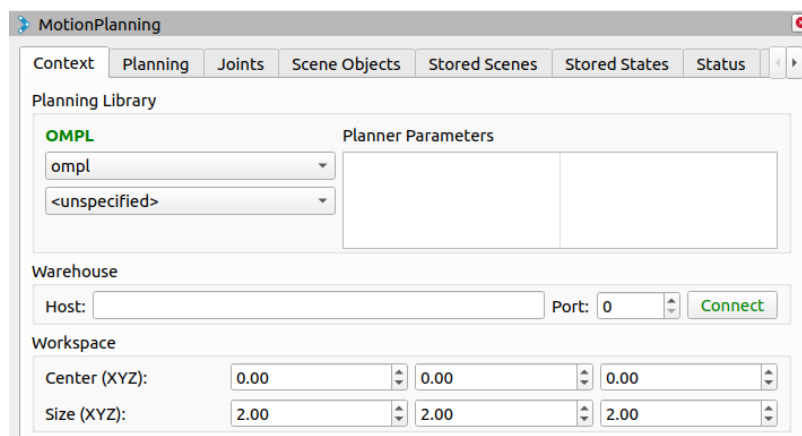 MotionPlanning
Context Planning Joints Scene Objects Stored Scenes Stored States Status
Planning Library
OMPL Planner Parameters
ompl
<unspecified>
Warehouse
Host: Port: 0 Connect
Workspace
Center (XYZ): 0.00 0.00 0.00
Size (XYZ): 2.00 2.00 2.00